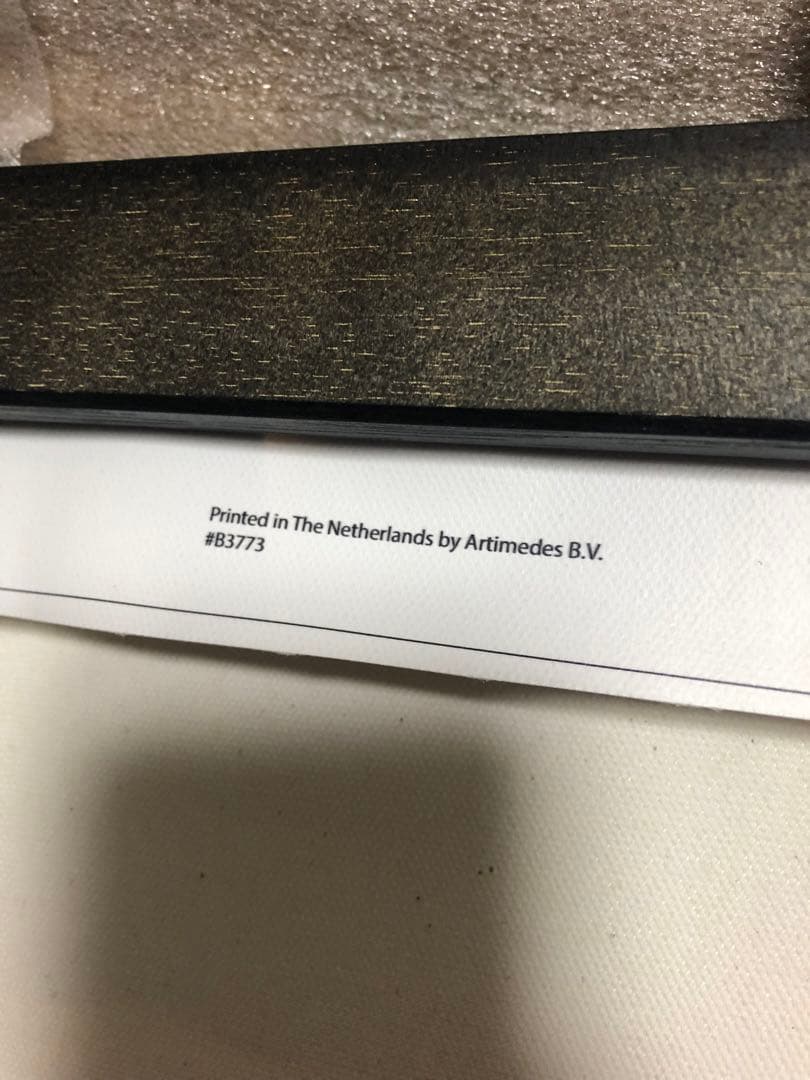 Printed in The Netherlands by Artimedes B.V.
#B3773